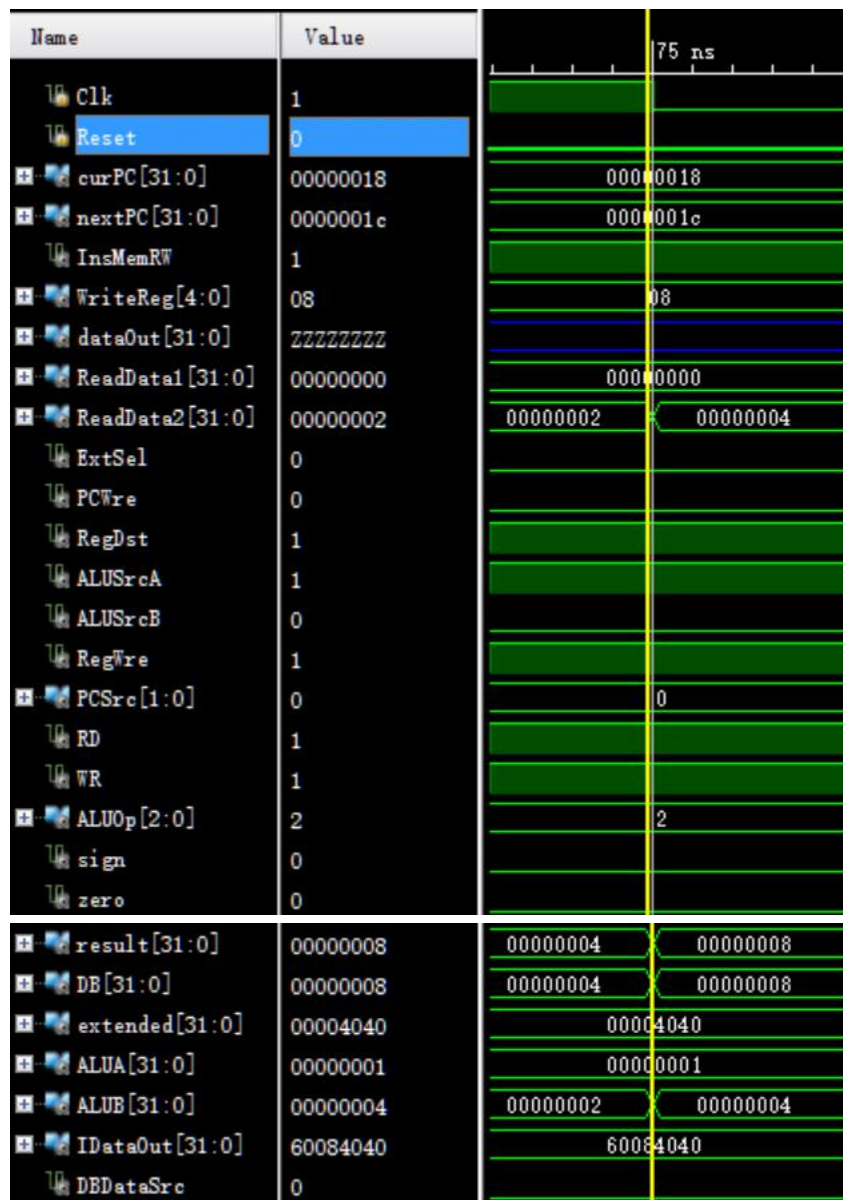 Name Value
75 ns
Clk 1
Reset 0
curPC[31:0] 00000018 00000018
nextPC[31:0] 0000001c 0000001c
InsMemRW 1
WriteReg[4:0] 08 08
dataOut[31:0] ZZZZZZZZ
ReadData1[31:0] 00000000 00000000
ReadData2[31:0] 00000002 00000002 00000004
ExtSel 0
PCWre 0
RegDst 1
ALUSrcA 1
ALUSrcB 0
RegWre 1
PCSrc[1:0] 0 0
RD 1
WR 1
ALUOp[2:0] 2 2
sign 0
zero 0
result[31:0] 00000008 00000004 00000008
DB[31:0] 00000008 00000004 00000008
extended[31:0] 00004040 00004040
ALUA[31:0] 00000001 00000001
ALUB[31:0] 00000004 00000002 00000004
IDataOut[31:0] 60084040 60084040
DBDataSrc 0